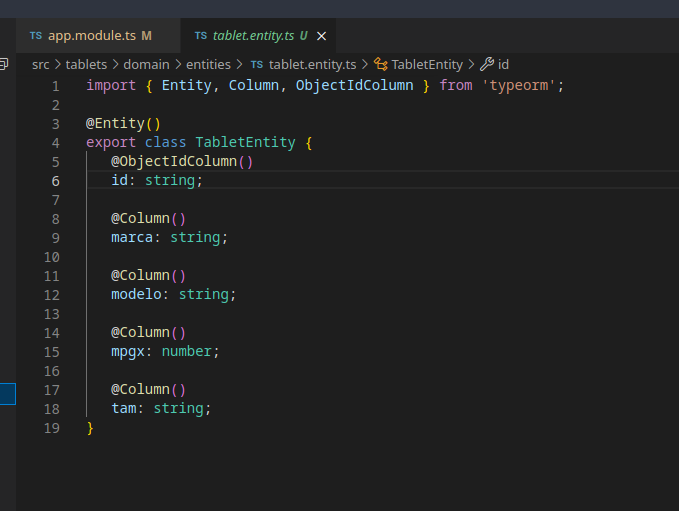 TS app.module.ts M TS tablet.entity.ts U ×
src > tablets > domain > entities > TS tablet.entity.ts > TabletEntity > id
1 import { Entity, Column, ObjectIdColumn } from 'typeorm';
2
3 @Entity()
4 export class TabletEntity {
5 @ObjectIdColumn()
6 id: string;
7
8 @Column()
9 marca: string;
10
11 @Column()
12 modelo: string;
13
14 @Column()
15 mpgx: number;
16
17 @Column()
18 tam: string;
19 }